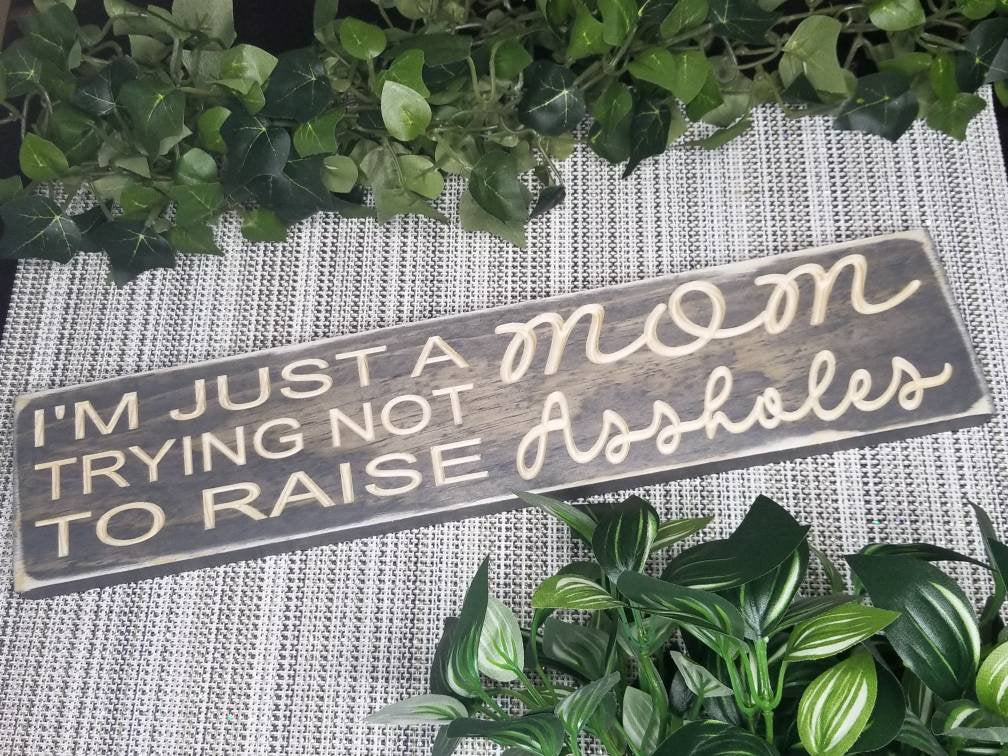 I'M JUST A mom
TRYING NOT
TO RAISE Assholes